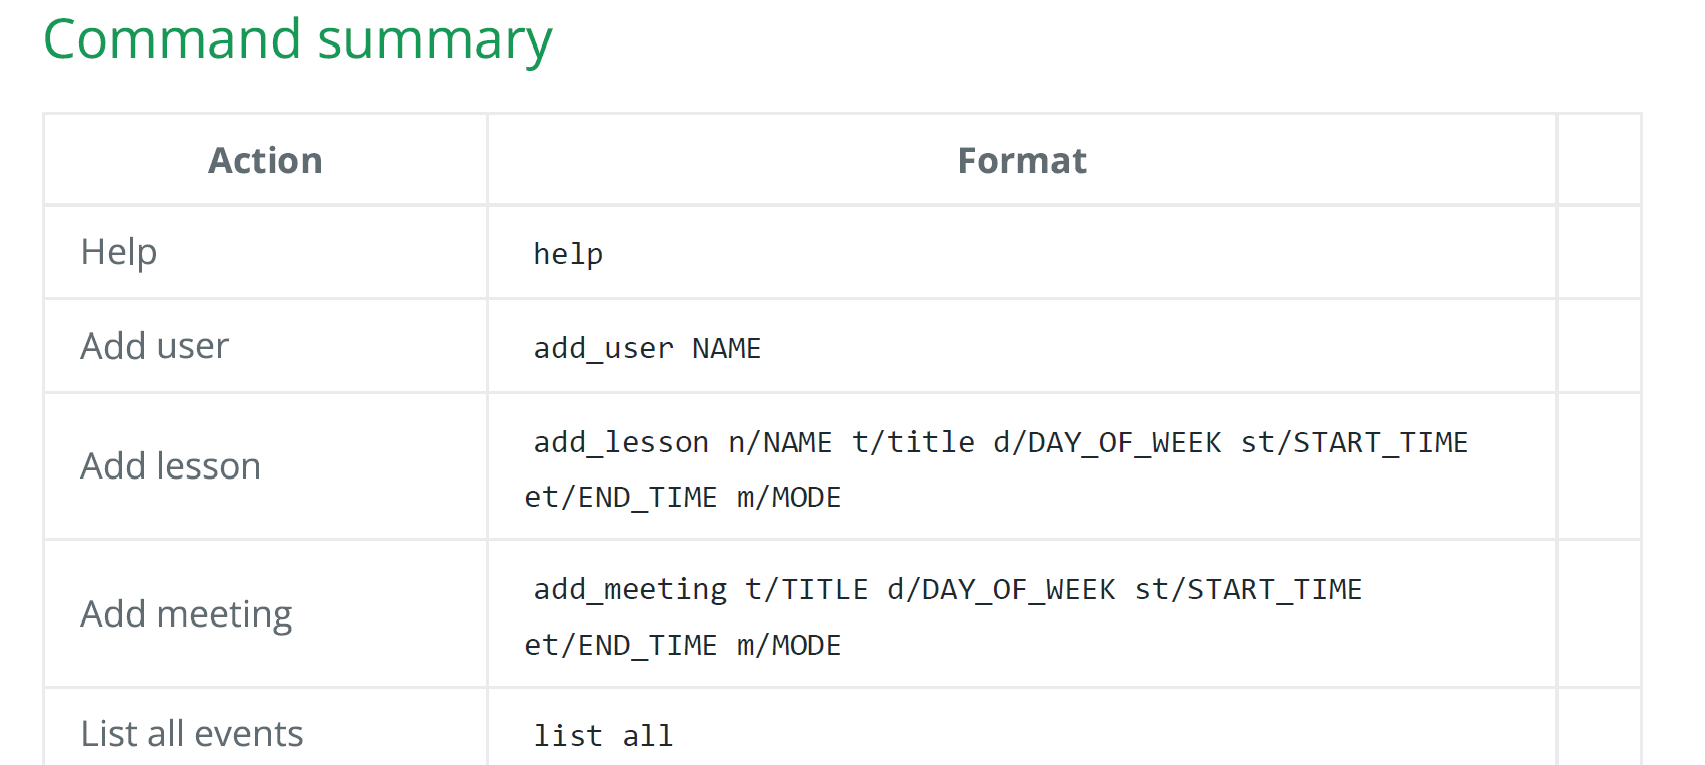 Command summary
Action Format
Help help
Add user add_user NAME
Add lesson add_lesson n/NAME t/title d/DAY_OF_WEEK st/START_TIME
et/END_TIME m/MODE
Add meeting add_meeting t/TITLE d/DAY_OF_WEEK st/START_TIME
et/END_TIME m/MODE
List all events list all